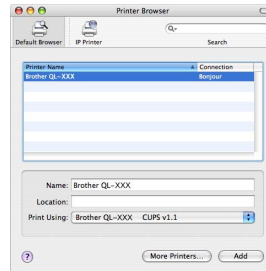 Printer Browser
Default Browser IP Printer Search
Printer Name Connection
Brother QL-XXX Bonjour
Name: Brother QL-XXX
Location:
Print Using: Brother QL-XXX CUPS v1.1
? More Printers... Add